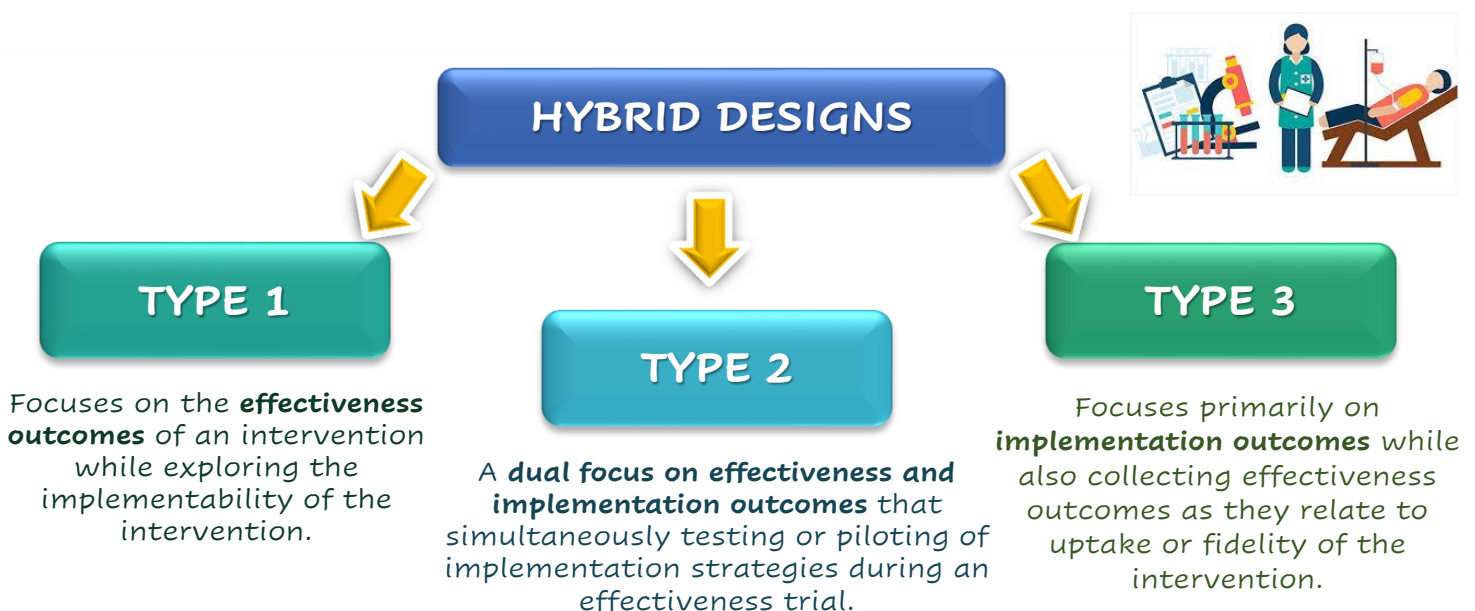 HYBRID DESIGNS
TYPE 1
Focuses on the effectiveness
outcomes of an intervention
while exploring the
implementability of the
intervention.
TYPE 2
A dual focus on effectiveness and
implementation outcomes that
simultaneously testing or piloting of
implementation strategies during an
effectiveness trial.
TYPE 3
Focuses primarily on
implementation outcomes while
also collecting effectiveness
outcomes as they relate to
uptake or fidelity of the
intervention.